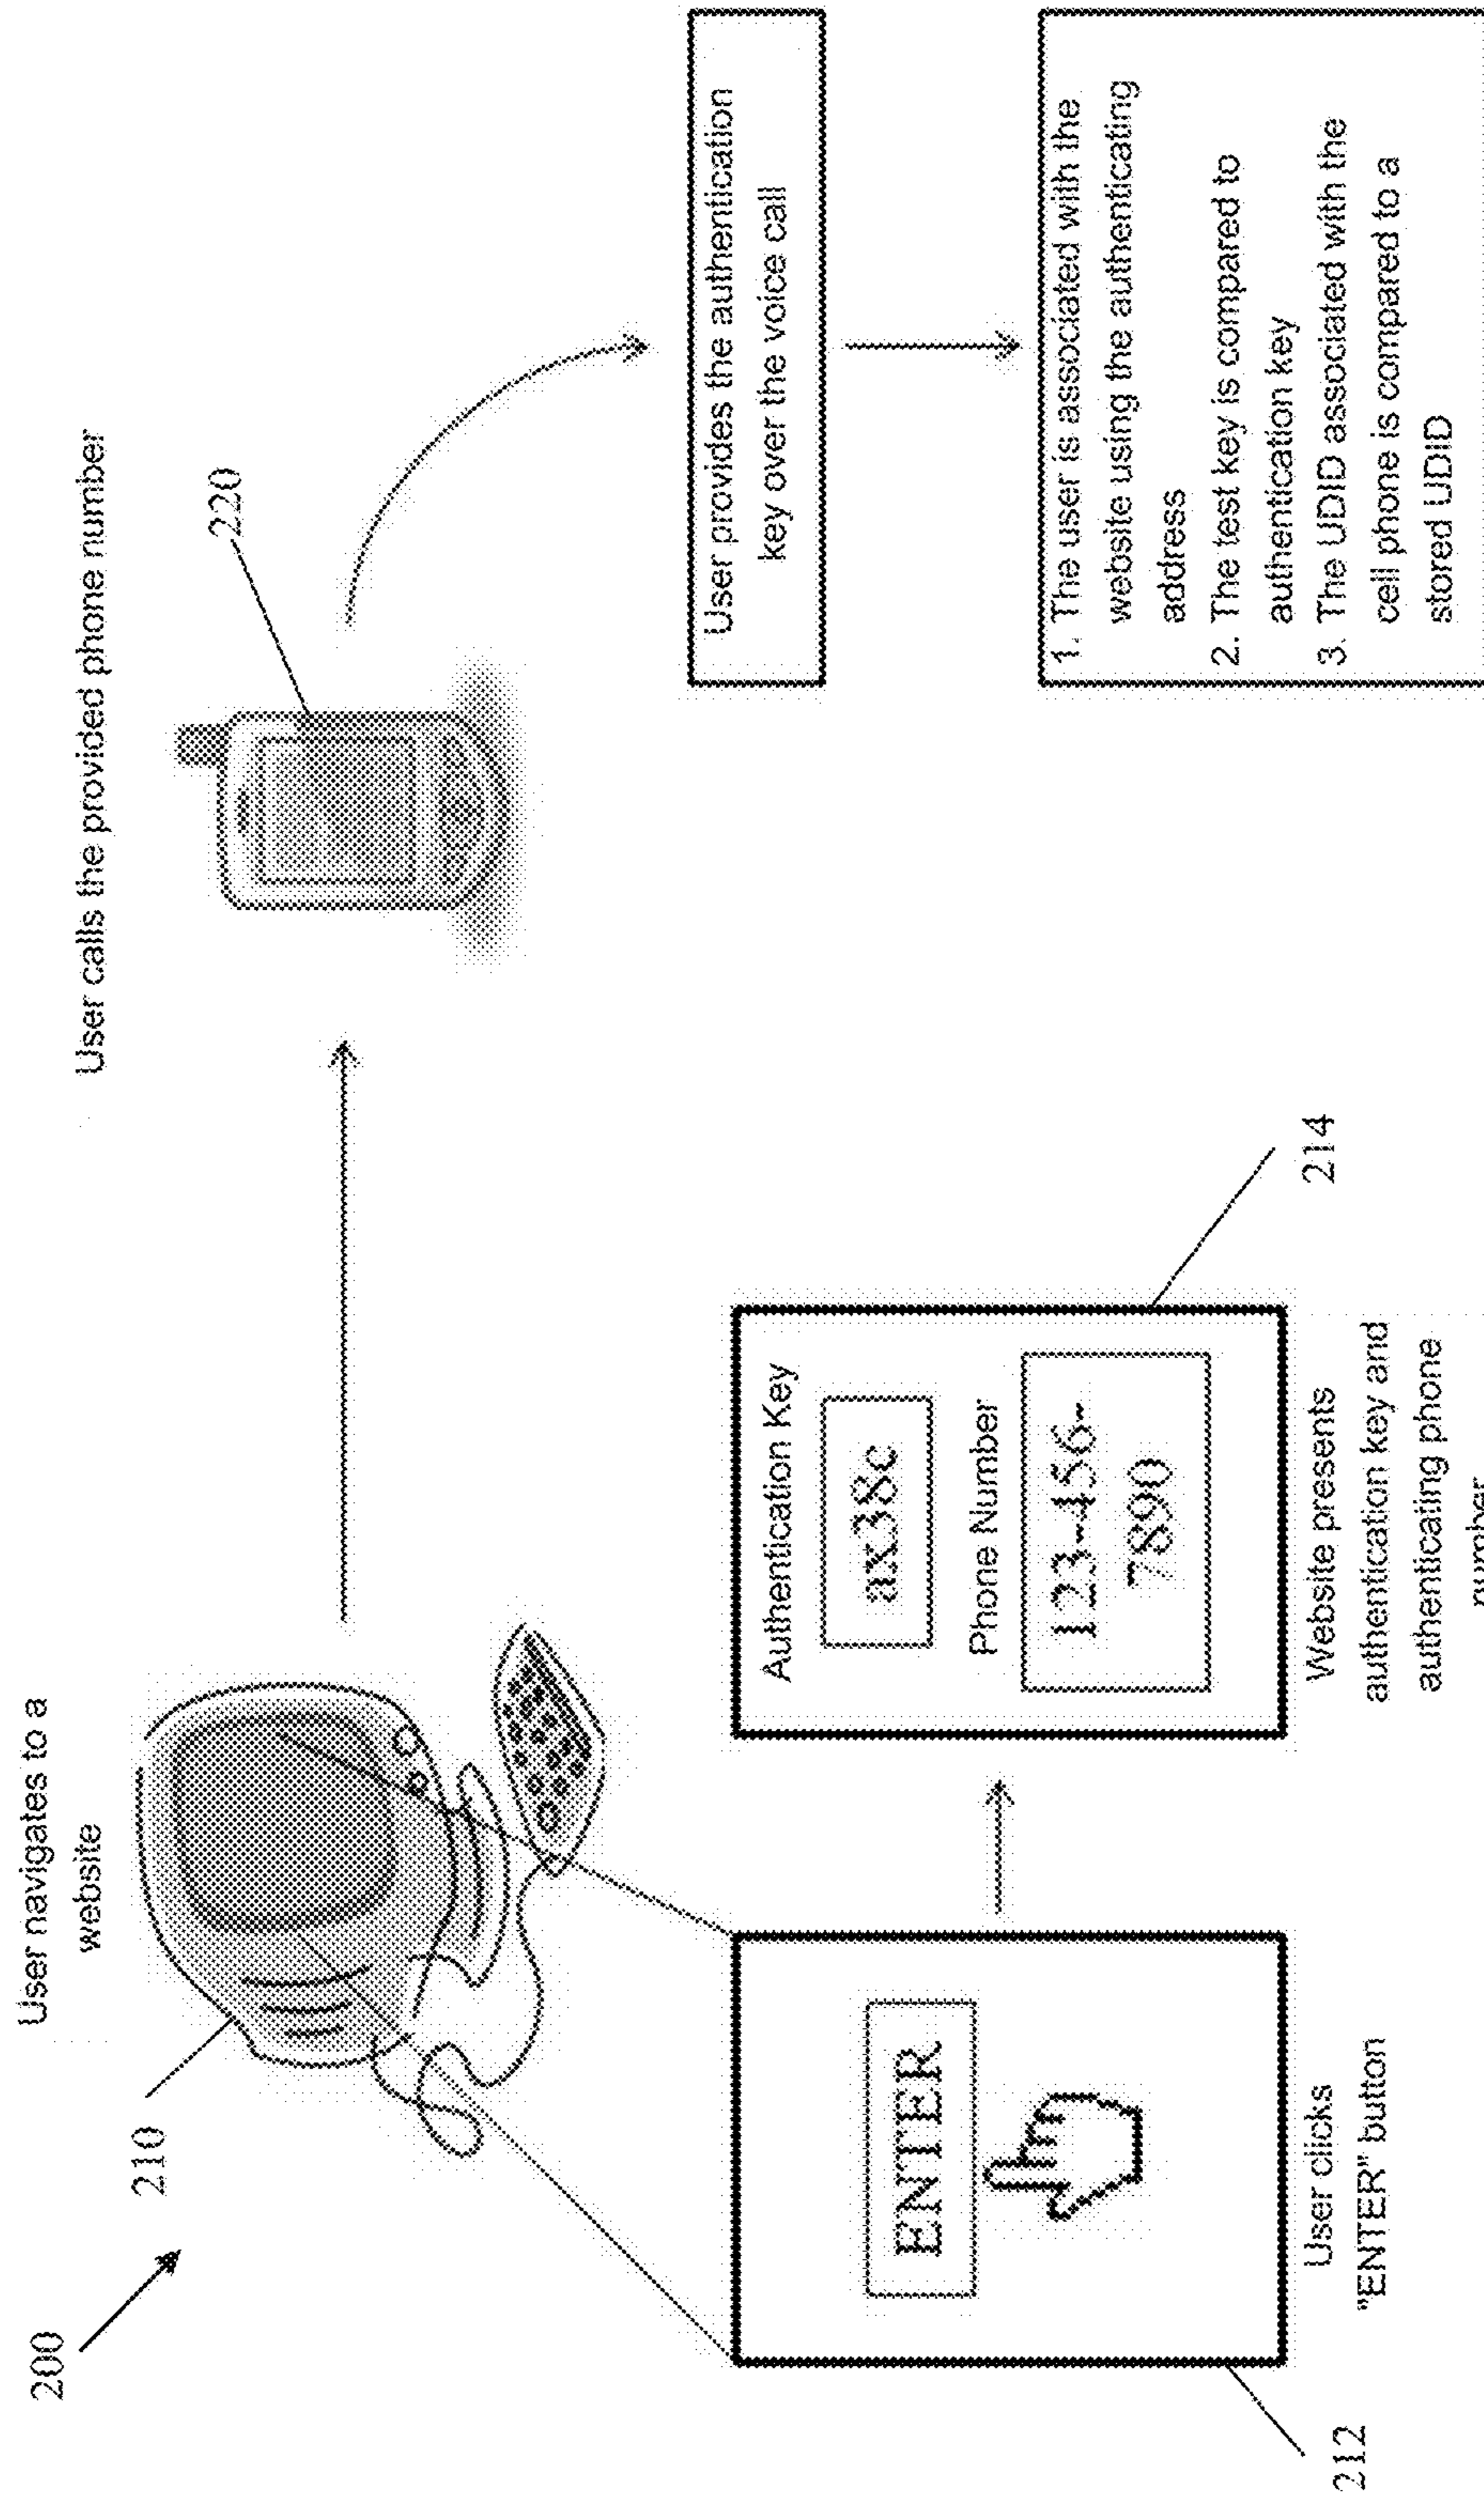 200
User navigates to a
website
210
User calls the provided phone number
220
ENTER
User clicks
"ENTER" button
212
Authentication Key
ax38c
Phone Number
123-456-
7890
214
Website presents
authentication key and
authenticating phone
number
User provides the authentication
key over the voice call
1. The user is associated with the
website using the authenticating
address
2. The test key is compared to
authentication key
3. The UDID associated with the
cell phone is compared to a
stored UDID